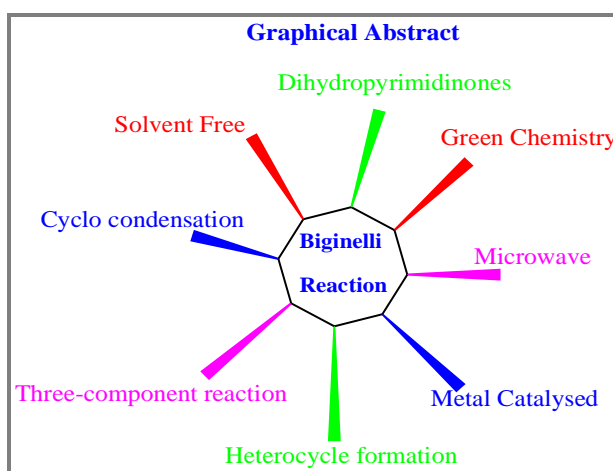 Graphical Abstract
Dihydropyrimidinones
Solvent Free
Green Chemistry
Cyclo condensation
Biginelli
Reaction
Microwave
Three-component reaction
Metal Catalysed
Heterocycle formation